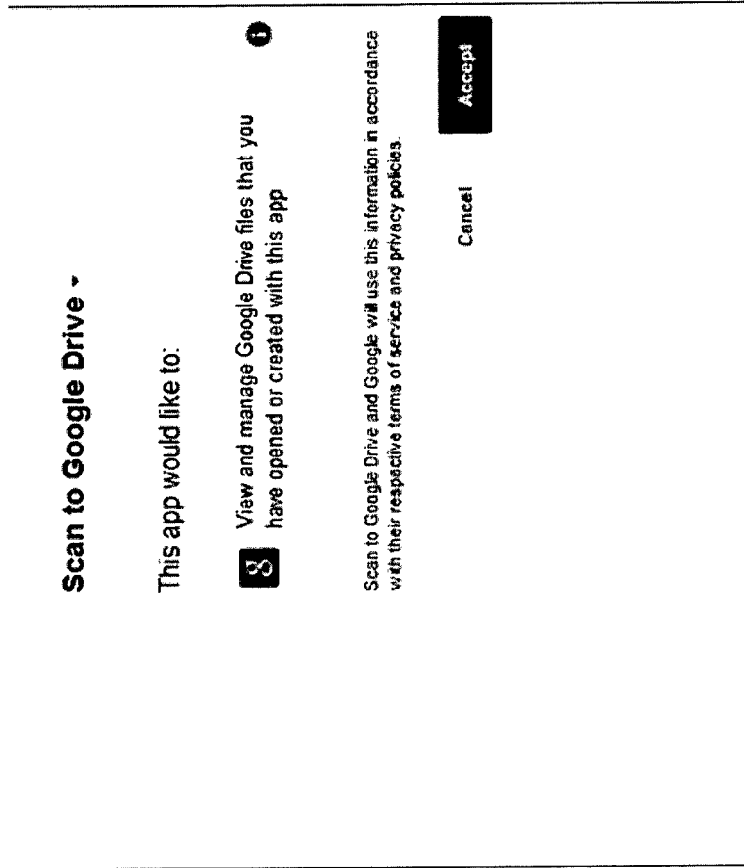 Scan to Google Drive -
This app would like to:
8 View and manage Google Drive files that you
have opened or created with this app
i
Scan to Google Drive and Google will use this information in accordance
with their respective terms of service and privacy policies.
Cancel
Accept